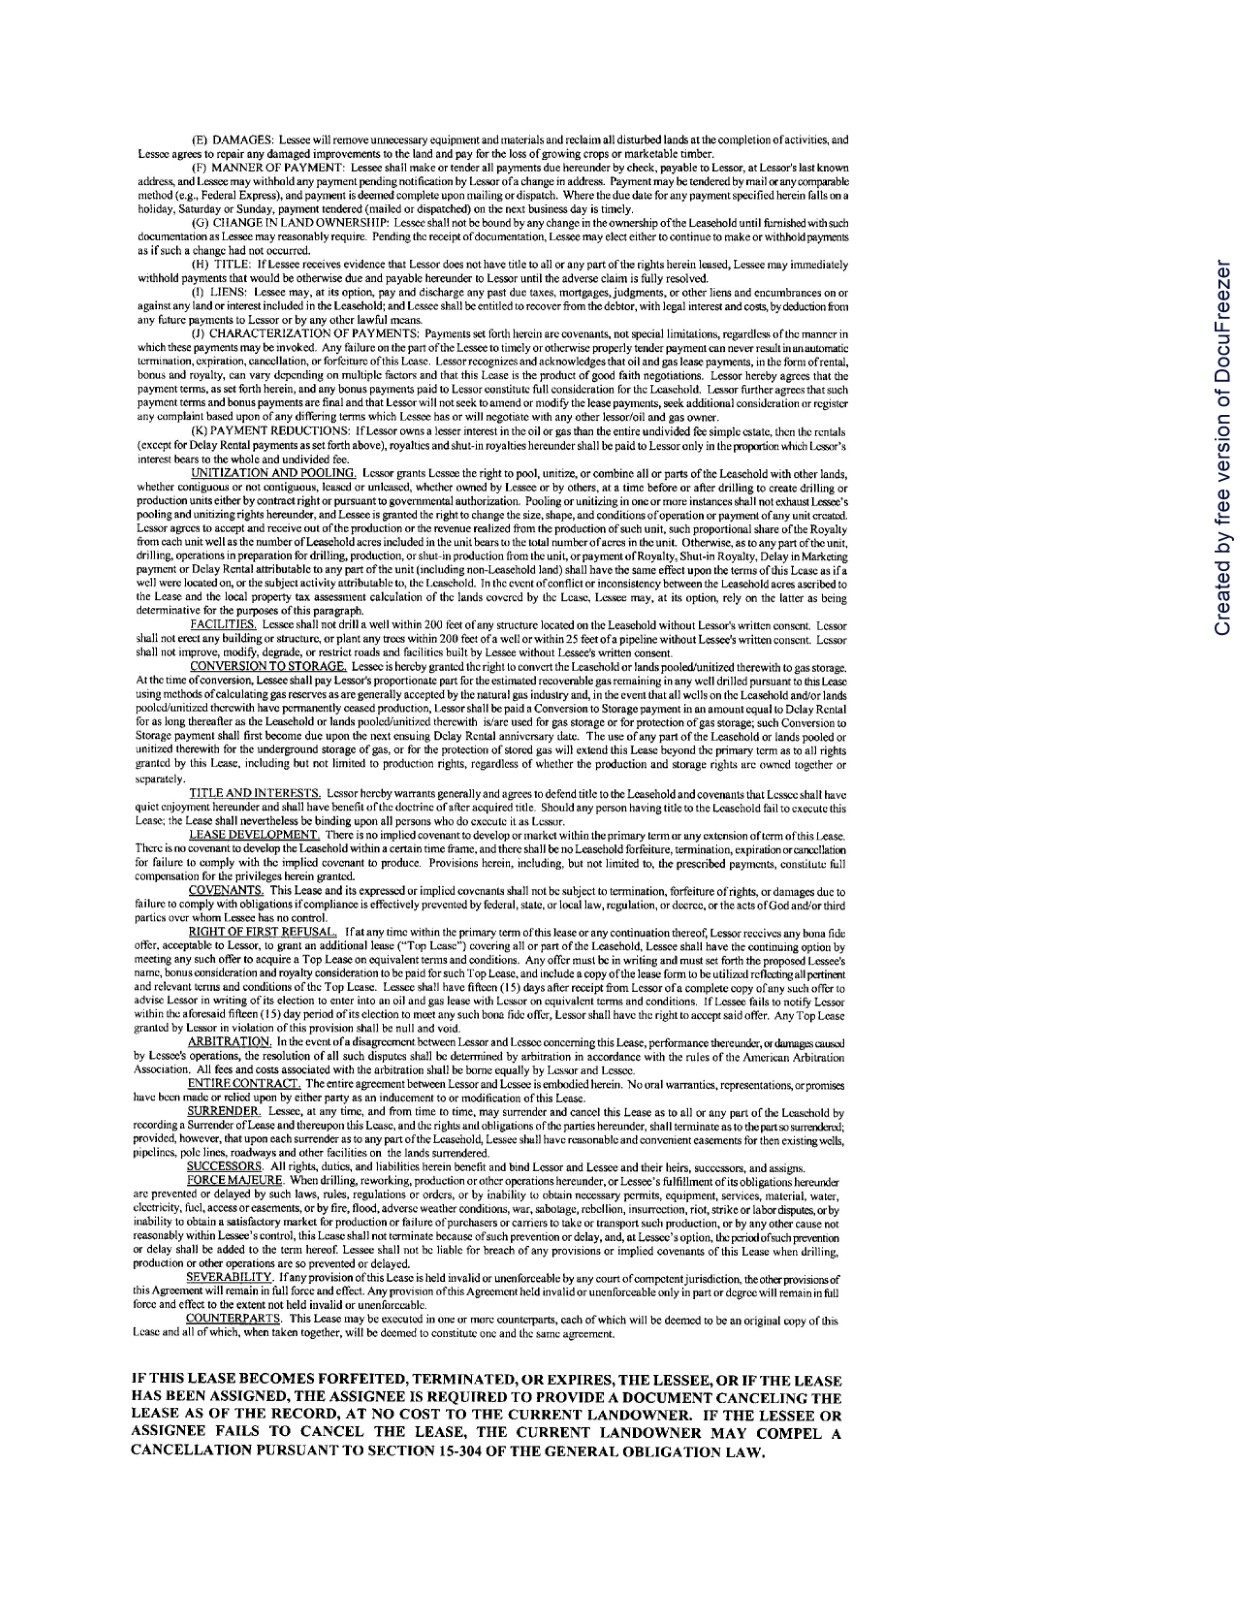 (E) DAMAGES: Lessee will remove unnecessary equipment and materials and reclaim all disturbed lands at the completion of activities, and
Lessee agrees to repair any damaged improvements to the land and pay for the loss of growing crops or marketable timber.
(F) MANNER OF PAYMENT: Lessee shall make or tender all payments due hereunder by check, payable to Lessor, at Lessor's last known
address, and Lessee may withhold any payment pending notification by Lessor of a change in address. Payment may be tendered by mail or any comparable
method (e.g., Federal Express), and payment is deemed complete upon mailing or dispatch. Where the due date for any payment specified herein falls on a
holiday, Saturday or Sunday, payment tendered (mailed or dispatched) on the next business day is timely.
(G) CHANGE IN LAND OWNERSHIP: Lessee shall not be bound by any change in the ownership of the Leasehold until furnished with such
documentation as Lessee may reasonably require. Pending the receipt of documentation, Lessee may elect either to continue to make or withhold payments
as if such a change had not occurred.
(H) TITLE: If Lessee receives evidence that Lessor does not have title to all or any part of the rights herein leased, Lessee may immediately
withhold payments that would be otherwise due and payable hereunder to Lessor until the adverse claim is fully resolved.
(I) LIENS: Lessee may, at its option, pay and discharge any past due taxes, mortgages, judgments, or other liens and encumbrances on or
against any land or interest included in the Leasehold; and Lessee shall be entitled to recover from the debtor, with legal interest and costs, by deduction from
any future payments to Lessor or by any other lawful means.
(J) CHARACTERIZATION OF PAYMENTS: Payments set forth herein are covenants, not special limitations, regardless of the manner in
which these payments may be invoked. Any failure on the part of the Lessee to timely or otherwise properly tender payment can never result in an automatic
termination, expiration, cancellation, or forfeiture of this Lease. Lessor recognizes and acknowledges that oil and gas lease payments, in the form of rental,
bonus and royalty, can vary depending on multiple factors and that this Lease is the product of good faith negotiations. Lessor hereby agrees that the
payment terms, as set forth herein, and any bonus payments paid to Lessor constitute full consideration for the Leasehold. Lessor further agrees that such
payment terms and bonus payments are final and that Lessor will not seek to amend or modify the lease payments, seek additional consideration or register
any complaint based upon of any differing terms which Lessee has or will negotiate with any other lessor/oil and gas owner.
(K) PAYMENT REDUCTIONS: If Lessor owns a lesser interest in the oil or gas than the entire undivided fee simple estate, then the rentals
(except for Delay Rental payments as set forth above), royalties and shut-in royalties hereunder shall be paid to Lessor only in the proportion which Lessor's
interest bears to the whole and undivided fee.
UNITIZATION AND POOLING. Lessor grants Lessee the right to pool, unitize, or combine all or parts of the Leasehold with other lands,
whether contiguous or not contiguous, leased or unleased, whether owned by Lessee or by others, at a time before or after drilling to create drilling or
production units either by contract right or pursuant to governmental authorization. Pooling or unitizing in one or more instances shall not exhaust Lessee's
pooling and unitizing rights hereunder, and Lessee is granted the right to change the size, shape, and conditions of operation or payment of any unit created.
Lessor agrees to accept and receive out of the production or the revenue realized from the production of such unit, such proportional share of the Royalty
from each unit well as the number of Leasehold acres included in the unit bears to the total number of acres in the unit. Otherwise, as to any part of the unit,
drilling, operations in preparation for drilling, production, or shut-in production from the unit, or payment of Royalty, Shut-in Royalty, Delay in Marketing
payment or Delay Rental attributable to any part of the unit (including non-Leasehold land) shall have the same effect upon the terms of this Lease as if a
well were located on, or the subject activity attributable to, the Leasehold. In the event of conflict or inconsistency between the Leasehold acres ascribed to
the Lease and the local property tax assessment calculation of the lands covered by the Lease, Lessee may, at its option, rely on the latter as being
determinative for the purposes of this paragraph.
FACILITIES. Lessee shall not drill a well within 200 feet of any structure located on the Leasehold without Lessor's written consent. Lessor
shall not erect any building or structure, or plant any trees within 200 feet of a well or within 25 feet of a pipeline without Lessee's written consent. Lessor
shall not improve, modify, degrade, or restrict roads and facilities built by Lessee without Lessee's written consent.
CONVERSION TO STORAGE. Lessee is hereby granted the right to convert the Leasehold or lands pooled/unitized therewith to gas storage.
At the time of conversion, Lessee shall pay Lessor's proportionate part for the estimated recoverable gas remaining in any well drilled pursuant to this Lease
using methods of calculating gas reserves as are generally accepted by the natural gas industry and, in the event that all wells on the Leasehold and/or lands
pooled/unitized therewith have permanently ceased production, Lessor shall be paid a Conversion to Storage payment in an amount equal to Delay Rental
for as long thereafter as the Leasehold or lands pooled/unitized therewith is/are used for gas storage or for protection of gas storage; such Conversion to
Storage payment shall first become due upon the next ensuing Delay Rental anniversary date. The use of any part of the Leasehold or lands pooled or
unitized therewith for the underground storage of gas, or for the protection of stored gas will extend this Lease beyond the primary term as to all rights
granted by this Lease, including but not limited to production rights, regardless of whether the production and storage rights are owned together or
separately.
TITLE AND INTERESTS. Lessor hereby warrants generally and agrees to defend title to the Leasehold and covenants that Lessee shall have
quiet enjoyment hereunder and shall have benefit of the doctrine of after acquired title. Should any person having title to the Leasehold fail to execute this
Lease; the Lease shall nevertheless be binding upon all persons who do execute it as Lessor.
LEASE DEVELOPMENT. There is no implied covenant to develop or market within the primary term or any extension of term of this Lease.
There is no covenant to develop the Leasehold within a certain time frame, and there shall be no Leasehold forfeiture, termination, expiration or cancellation
for failure to comply with the implied covenant to produce. Provisions herein, including, but not limited to, the prescribed payments, constitute full
compensation for the privileges herein granted.
COVENANTS. This Lease and its expressed or implied covenants shall not be subject to termination, forfeiture of rights, or damages due to
failure to comply with obligations if compliance is effectively prevented by federal, state, or local law, regulation, or decree, or the acts of God and/or third
parties over whom Lessee has no control.
RIGHT OF FIRST REFUSAL. If at any time within the primary term of this lease or any continuation thereof, Lessor receives any bona fide
offer, acceptable to Lessor, to grant an additional lease ("Top Lease") covering all or part of the Leasehold, Lessee shall have the continuing option by
meeting any such offer to acquire a Top Lease on equivalent terms and conditions. Any offer must be in writing and must set forth the proposed Lessee's
name, bonus consideration and royalty consideration to be paid for such Top Lease, and include a copy of the lease form to be utilized reflecting all pertinent
and relevant terms and conditions of the Top Lease. Lessee shall have fifteen (15) days after receipt from Lessor of a complete copy of any such offer to
advise Lessor in writing of its election to enter into an oil and gas lease with Lessor on equivalent terms and conditions. If Lessee fails to notify Lessor
within the aforesaid fifteen (15) day period of its election to meet any such bona fide offer, Lessor shall have the right to accept said offer. Any Top Lease
granted by Lessor in violation of this provision shall be null and void.
ARBITRATION. In the event of a disagreement between Lessor and Lessee concerning this Lease, performance thereunder, or damages caused
by Lessee's operations, the resolution of all such disputes shall be determined by arbitration in accordance with the rules of the American Arbitration
Association. All fees and costs associated with the arbitration shall be borne equally by Lessor and Lessee.
ENTIRE CONTRACT. The entire agreement between Lessor and Lessee is embodied herein. No oral warranties, representations, or promises
have been made or relied upon by either party as an inducement to or modification of this Lease.
SURRENDER. Lessee, at any time, and from time to time, may surrender and cancel this Lease as to all or any part of the Leasehold by
recording a Surrender of Lease and thereupon this Lease, and the rights and obligations of the parties hereunder, shall terminate as to the part so surrendered;
provided, however, that upon each surrender as to any part of the Leasehold, Lessee shall have reasonable and convenient easements for then existing wells,
pipelines, pole lines, roadways and other facilities on the lands surrendered.
SUCCESSORS. All rights, duties, and liabilities herein benefit and bind Lessor and Lessee and their heirs, successors, and assigns.
FORCE MAJEURE. When drilling, reworking, production or other operations hereunder, or Lessee's fulfillment of its obligations hereunder
are prevented or delayed by such laws, rules, regulations or orders, or by inability to obtain necessary permits, equipment, services, material, water,
electricity, fuel, access or easements, or by fire, flood, adverse weather conditions, war, sabotage, rebellion, insurrection, riot, strike or labor disputes, or by
inability to obtain a satisfactory market for production or failure of purchasers or carriers to take or transport such production, or by any other cause not
reasonably within Lessee's control, this Lease shall not terminate because of such prevention or delay, and, at Lessee's option, the period of such prevention
or delay shall be added to the term hereof. Lessee shall not be liable for breach of any provisions or implied covenants of this Lease when drilling,
production or other operations are so prevented or delayed.
SEVERABILITY. If any provision of this Lease is held invalid or unenforceable by any court of competent jurisdiction, the other provisions of
this Agreement will remain in full force and effect. Any provision of this Agreement held invalid or unenforceable only in part or degree will remain in full
force and effect to the extent not held invalid or unenforceable.
COUNTERPARTS. This Lease may be executed in one or more counterparts, each of which will be deemed to be an original copy of this
Lease and all of which, when taken together, will be deemed to constitute one and the same agreement.
IF THIS LEASE BECOMES FORFEITED, TERMINATED, OR EXPIRES, THE LESSEE, OR IF THE LEASE
HAS BEEN ASSIGNED, THE ASSIGNEE IS REQUIRED TO PROVIDE A DOCUMENT CANCELING THE
LEASE AS OF THE RECORD, AT NO COST TO THE CURRENT LANDOWNER. IF THE LESSEE OR
ASSIGNEE FAILS TO CANCEL THE LEASE, THE CURRENT LANDOWNER MAY COMPEL A
CANCELLATION PURSUANT TO SECTION 15-304 OF THE GENERAL OBLIGATION LAW.
Created by free version of DocuFreezer